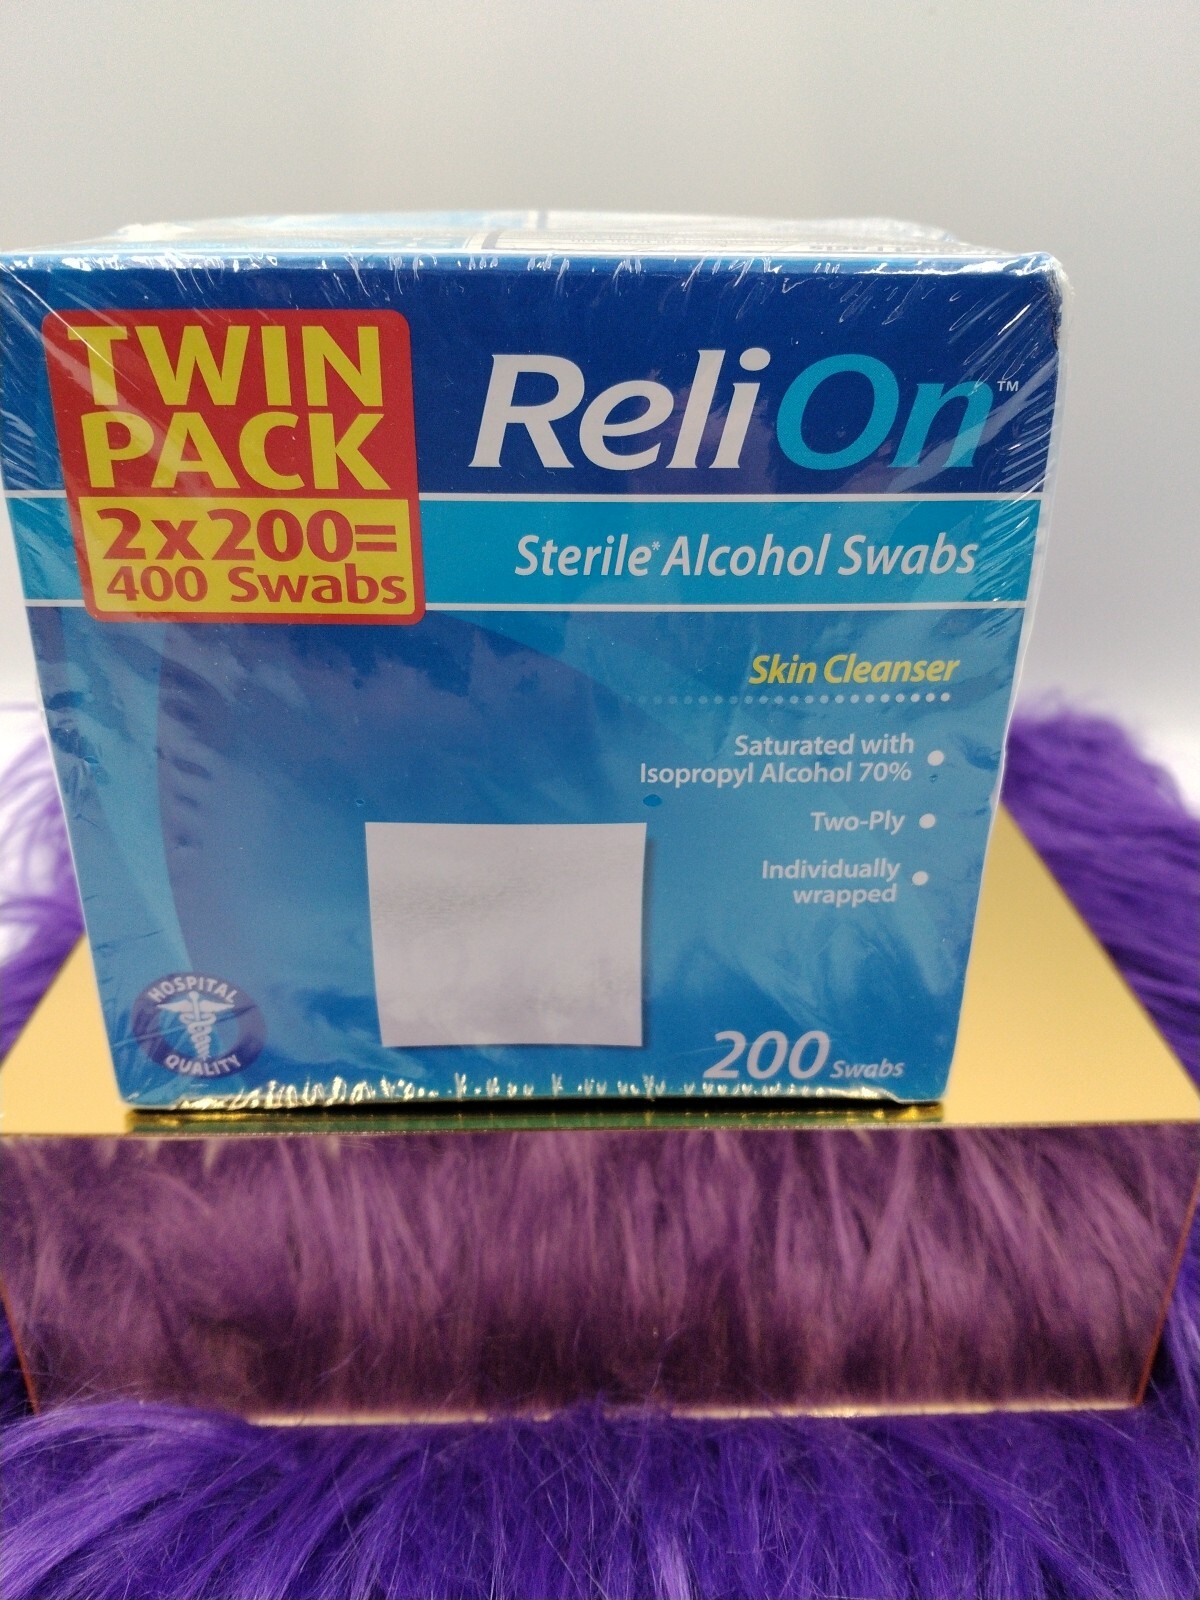 TWIN
PACK
2x200=
400 Swabs
ReliOn™
Sterile* Alcohol Swabs
Skin Cleanser
Saturated with
Isopropyl Alcohol 70%
Two-Ply
Individually
wrapped
HOSPITAL
QUALITY
200 Swabs